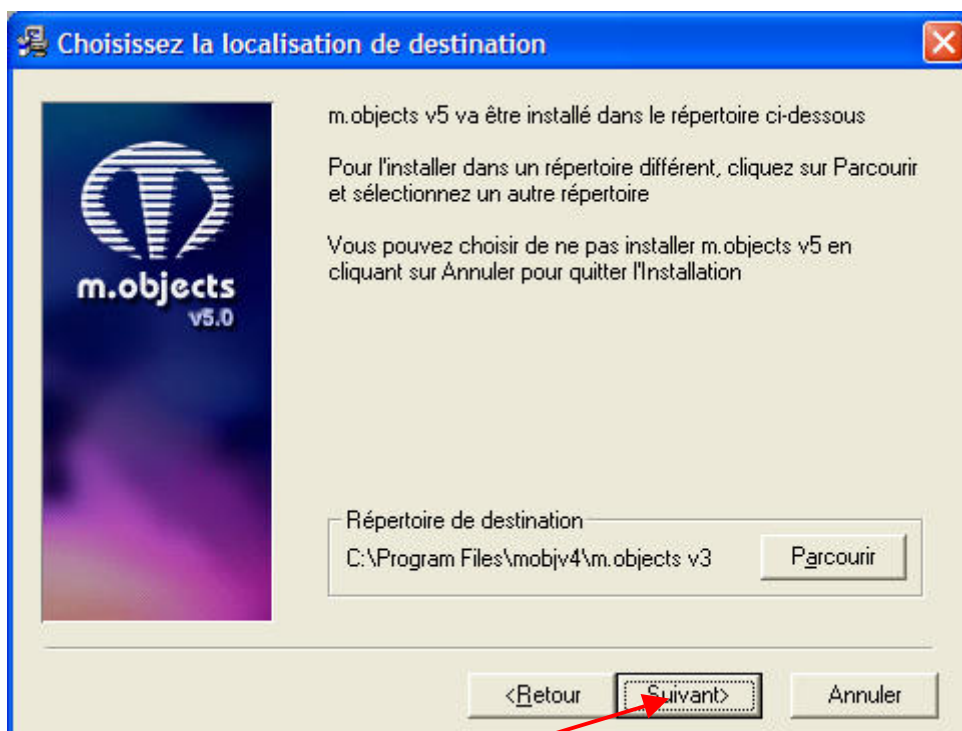 Choisissez la localisation de destination
m.objects v5 va être installé dans le répertoire ci-dessous
Pour l'installer dans un répertoire différent, cliquez sur Parcourir
et sélectionnez un autre répertoire
Vous pouvez choisir de ne pas installer m.objects v5 en
cliquant sur Annuler pour quitter l'Installation
m.objects
v5.0
Répertoire de destination
C:\Program Files\mobjv4\m.objects v3
Parcourir
<Retour
Suivant>
Annuler